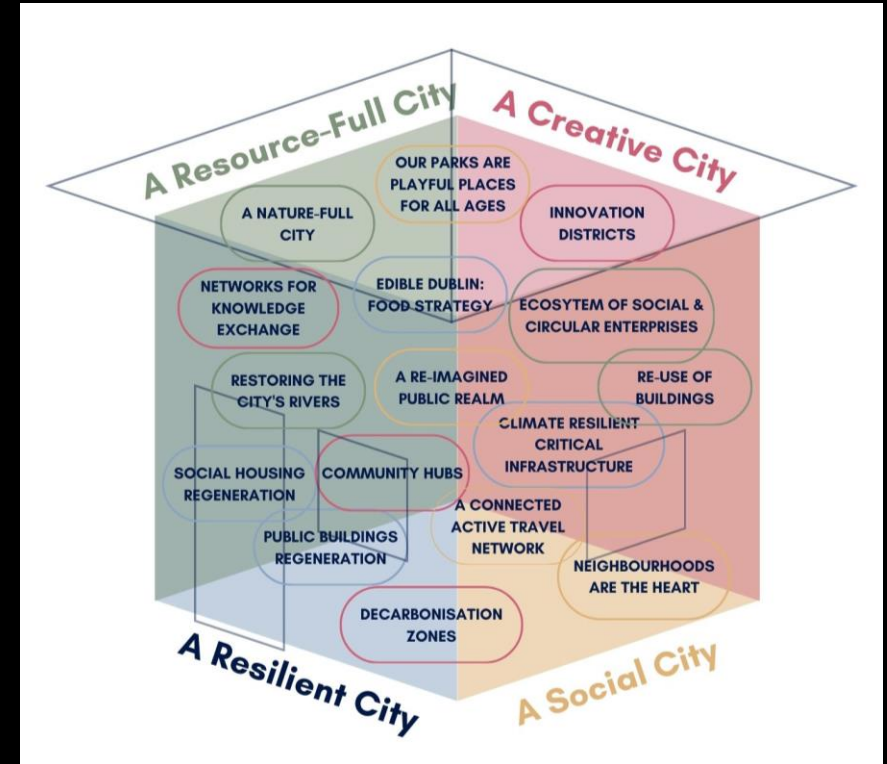 A Resource-Full City
A Creative City
OUR PARKS ARE
PLAYFUL PLACES
FOR ALL AGES
A NATURE-FULL
CITY
INNOVATION
DISTRICTS
NETWORKS FOR
KNOWLEDGE
EXCHANGE
EDIBLE DUBLIN:
FOOD STRATEGY
ECOSYTEM OF SOCIAL &
CIRCULAR ENTERPRISES
RESTORING THE
CITY'S RIVERS
A RE-IMAGINED
PUBLIC REALM
RE-USE OF
BUILDINGS
CLIMATE RESILIENT
CRITICAL
INFRASTRUCTURE
SOCIAL HOUSING
REGENERATION
COMMUNITY HUBS
A CONNECTED
ACTIVE TRAVEL
NETWORK
PUBLIC BUILDINGS
REGENERATION
NEIGHBOURHOODS
ARE THE HEART
DECARBONISATION
ZONES
A Resilient City
A Social City